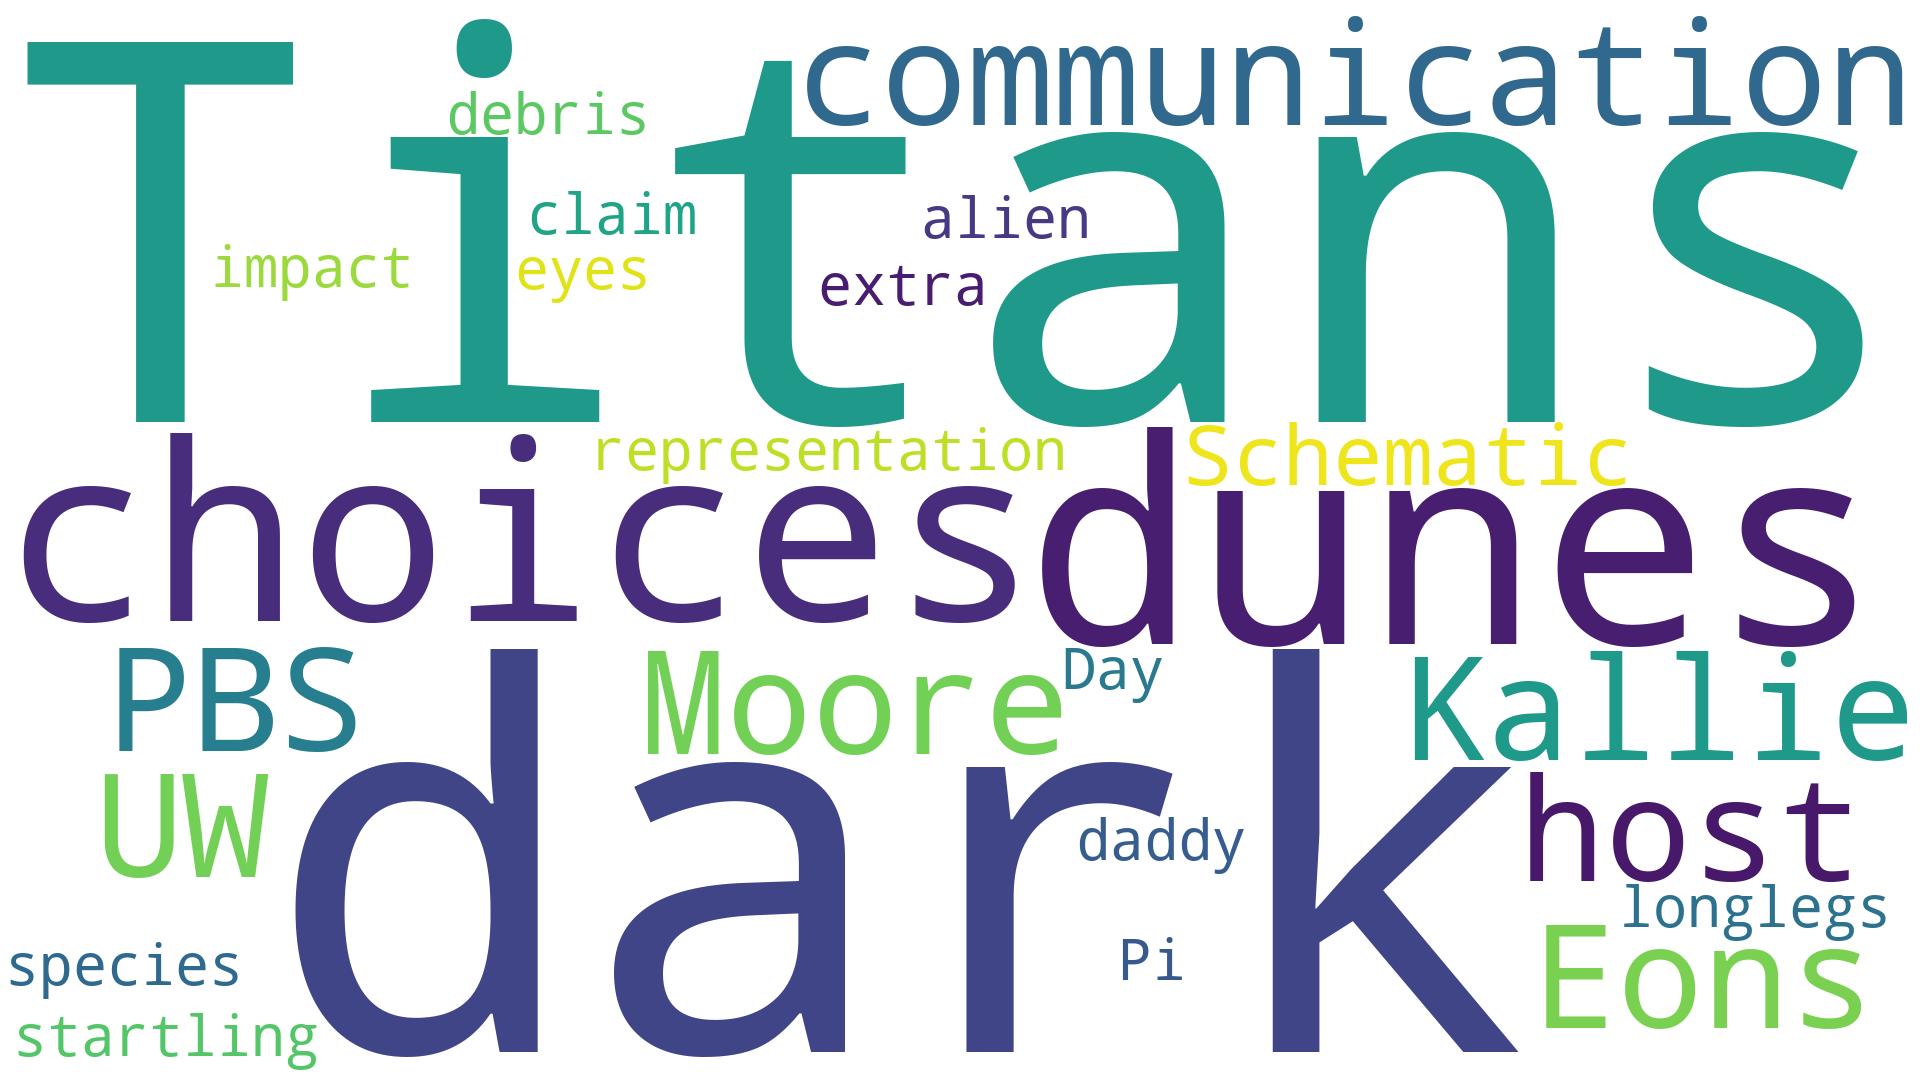 communication
Titans
debris
claim
alien
impact
eyes
extra
representation
Schematic
choices
dunes
PBS
Moore
Day
Kallie
UW
dark
host
daddy
longlegs
species
Pi
Eons
startling